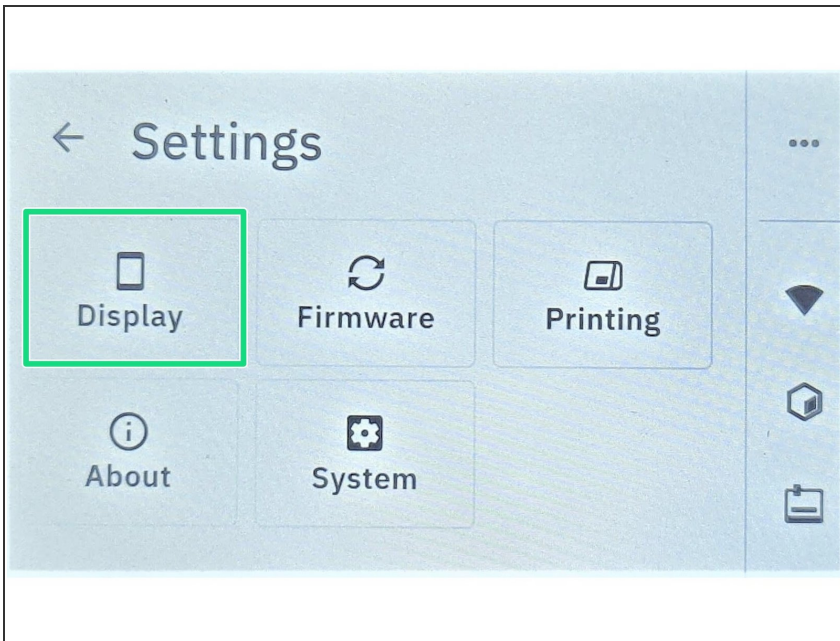 Settings
Display
Firmware
Printing
About
System